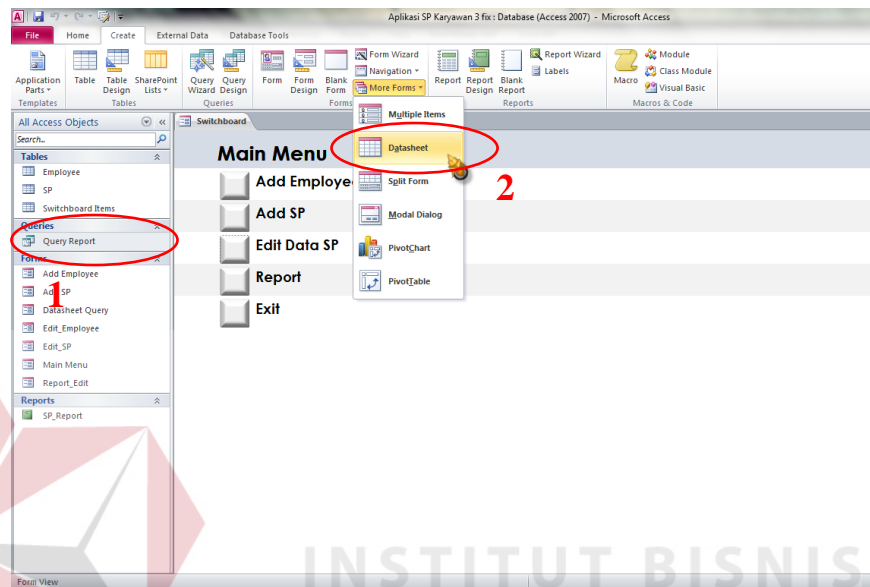 A
Aplikasi SP Karyawan 3 fix : Database (Access 2007) - Microsoft Access
File Home Create External Data Database Tools
Application Parts
Table
Table Design
SharePoint Lists
Query Wizard
Query Design
Form
Form Design
Blank Form
Form Wizard
Navigation
More Forms
Report
Report Design
Blank Report
Report Wizard
Labels
Macro
Module
Class Module
Visual Basic
Templates Tables Queries Forms Reports Macros & Code
All Access Objects
Search...
Tables
Employee
SP
Switchboard Items
Queries
Query Report
Forms
Add Employee
Add SP
Datasheet Query
Edit_Employee
Edit_SP
Main Menu
Report_Edit
Reports
SP_Report
1
Switchboard
Main Menu
Add Employe
Add SP
Edit Data SP
Report
Exit
Multiple Items
Datasheet
Split Form
Modal Dialog
PivotChart
PivotTable
2
INSTITUT BISNIS
Form View